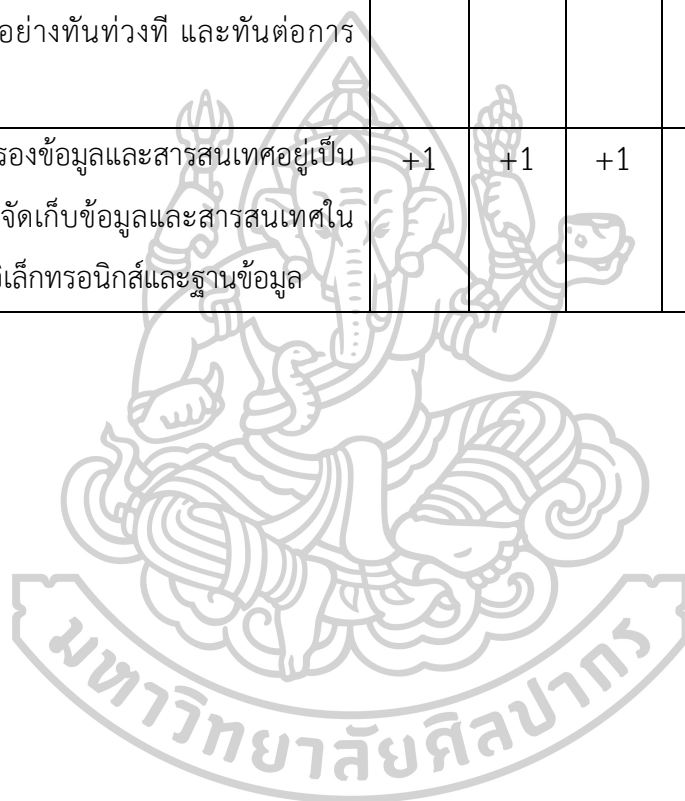 อย่างทันท่วงที และทันต่อการ
รองข้อมูลและสารสนเทศอยู่เป็น +1 +1 +1
จัดเก็บข้อมูลและสารสนเทศใน
อิเล็กทรอนิกส์และฐานข้อมูล
มหาวิทยาลัยศิลปากร